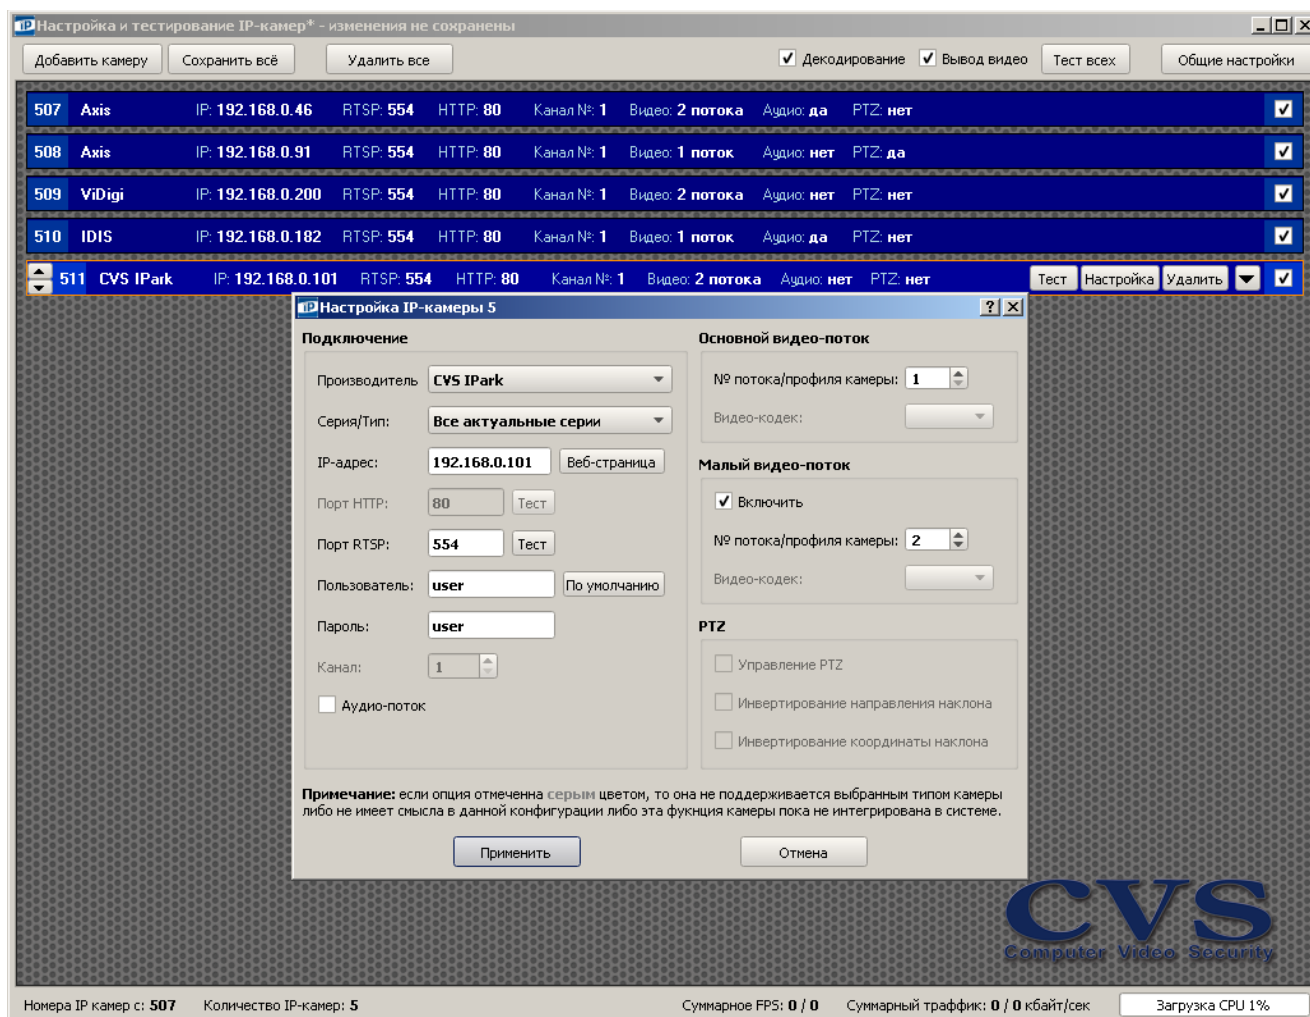 Настройка и тестирование IP-камер* - изменения не сохранены
Добавить камеру Сохранить всё Удалить все Декодирование Вывод видео Тест всех Общие настройки
507 Axis IP: 192.168.0.46 RTSP: 554 HTTP: 80 Канал №: 1 Видео: 2 потока Аудио: да PTZ: нет
508 Axis IP: 192.168.0.91 RTSP: 554 HTTP: 80 Канал №: 1 Видео: 1 поток Аудио: нет PTZ: да
509 ViDigi IP: 192.168.0.200 RTSP: 554 HTTP: 80 Канал №: 1 Видео: 2 потока Аудио: нет PTZ: нет
510 IDIS IP: 192.168.0.182 RTSP: 554 HTTP: 80 Канал №: 1 Видео: 1 поток Аудио: да PTZ: нет
511 CVS IPark IP: 192.168.0.101 RTSP: 554 HTTP: 80 Канал №: 1 Видео: 2 потока Аудио: нет PTZ: нет Тест Настройка Удалить
Настройка IP-камеры 5
Подключение
Производитель CVS IPark
Серия/Тип: Все актуальные серии
IP-адрес: 192.168.0.101 Веб-страница
Порт HTTP: 80 Тест
Порт RTSP: 554 Тест
Пользователь: user По умолчанию
Пароль: user
Канал: 1
Аудио-поток
Основной видео-поток
№ потока/профиля камеры: 1
Видео-кодек:
Малый видео-поток
Включить
№ потока/профиля камеры: 2
Видео-кодек:
PTZ
Управление PTZ
Инвертирование направления наклона
Инвертирование координаты наклона
Примечание: если опция отмеченна серым цветом, то она не поддерживается выбранным типом камеры
либо не имеет смысла в данной конфигурации либо эта фукнция камеры пока не интегрирована в системе.
Применить Отмена
CVS
Computer Video Security
Номера IP камер с: 507 Количество IP-камер: 5 Суммарное FPS: 0 / 0 Суммарный траффик: 0 / 0 кбайт/сек Загрузка CPU 1%